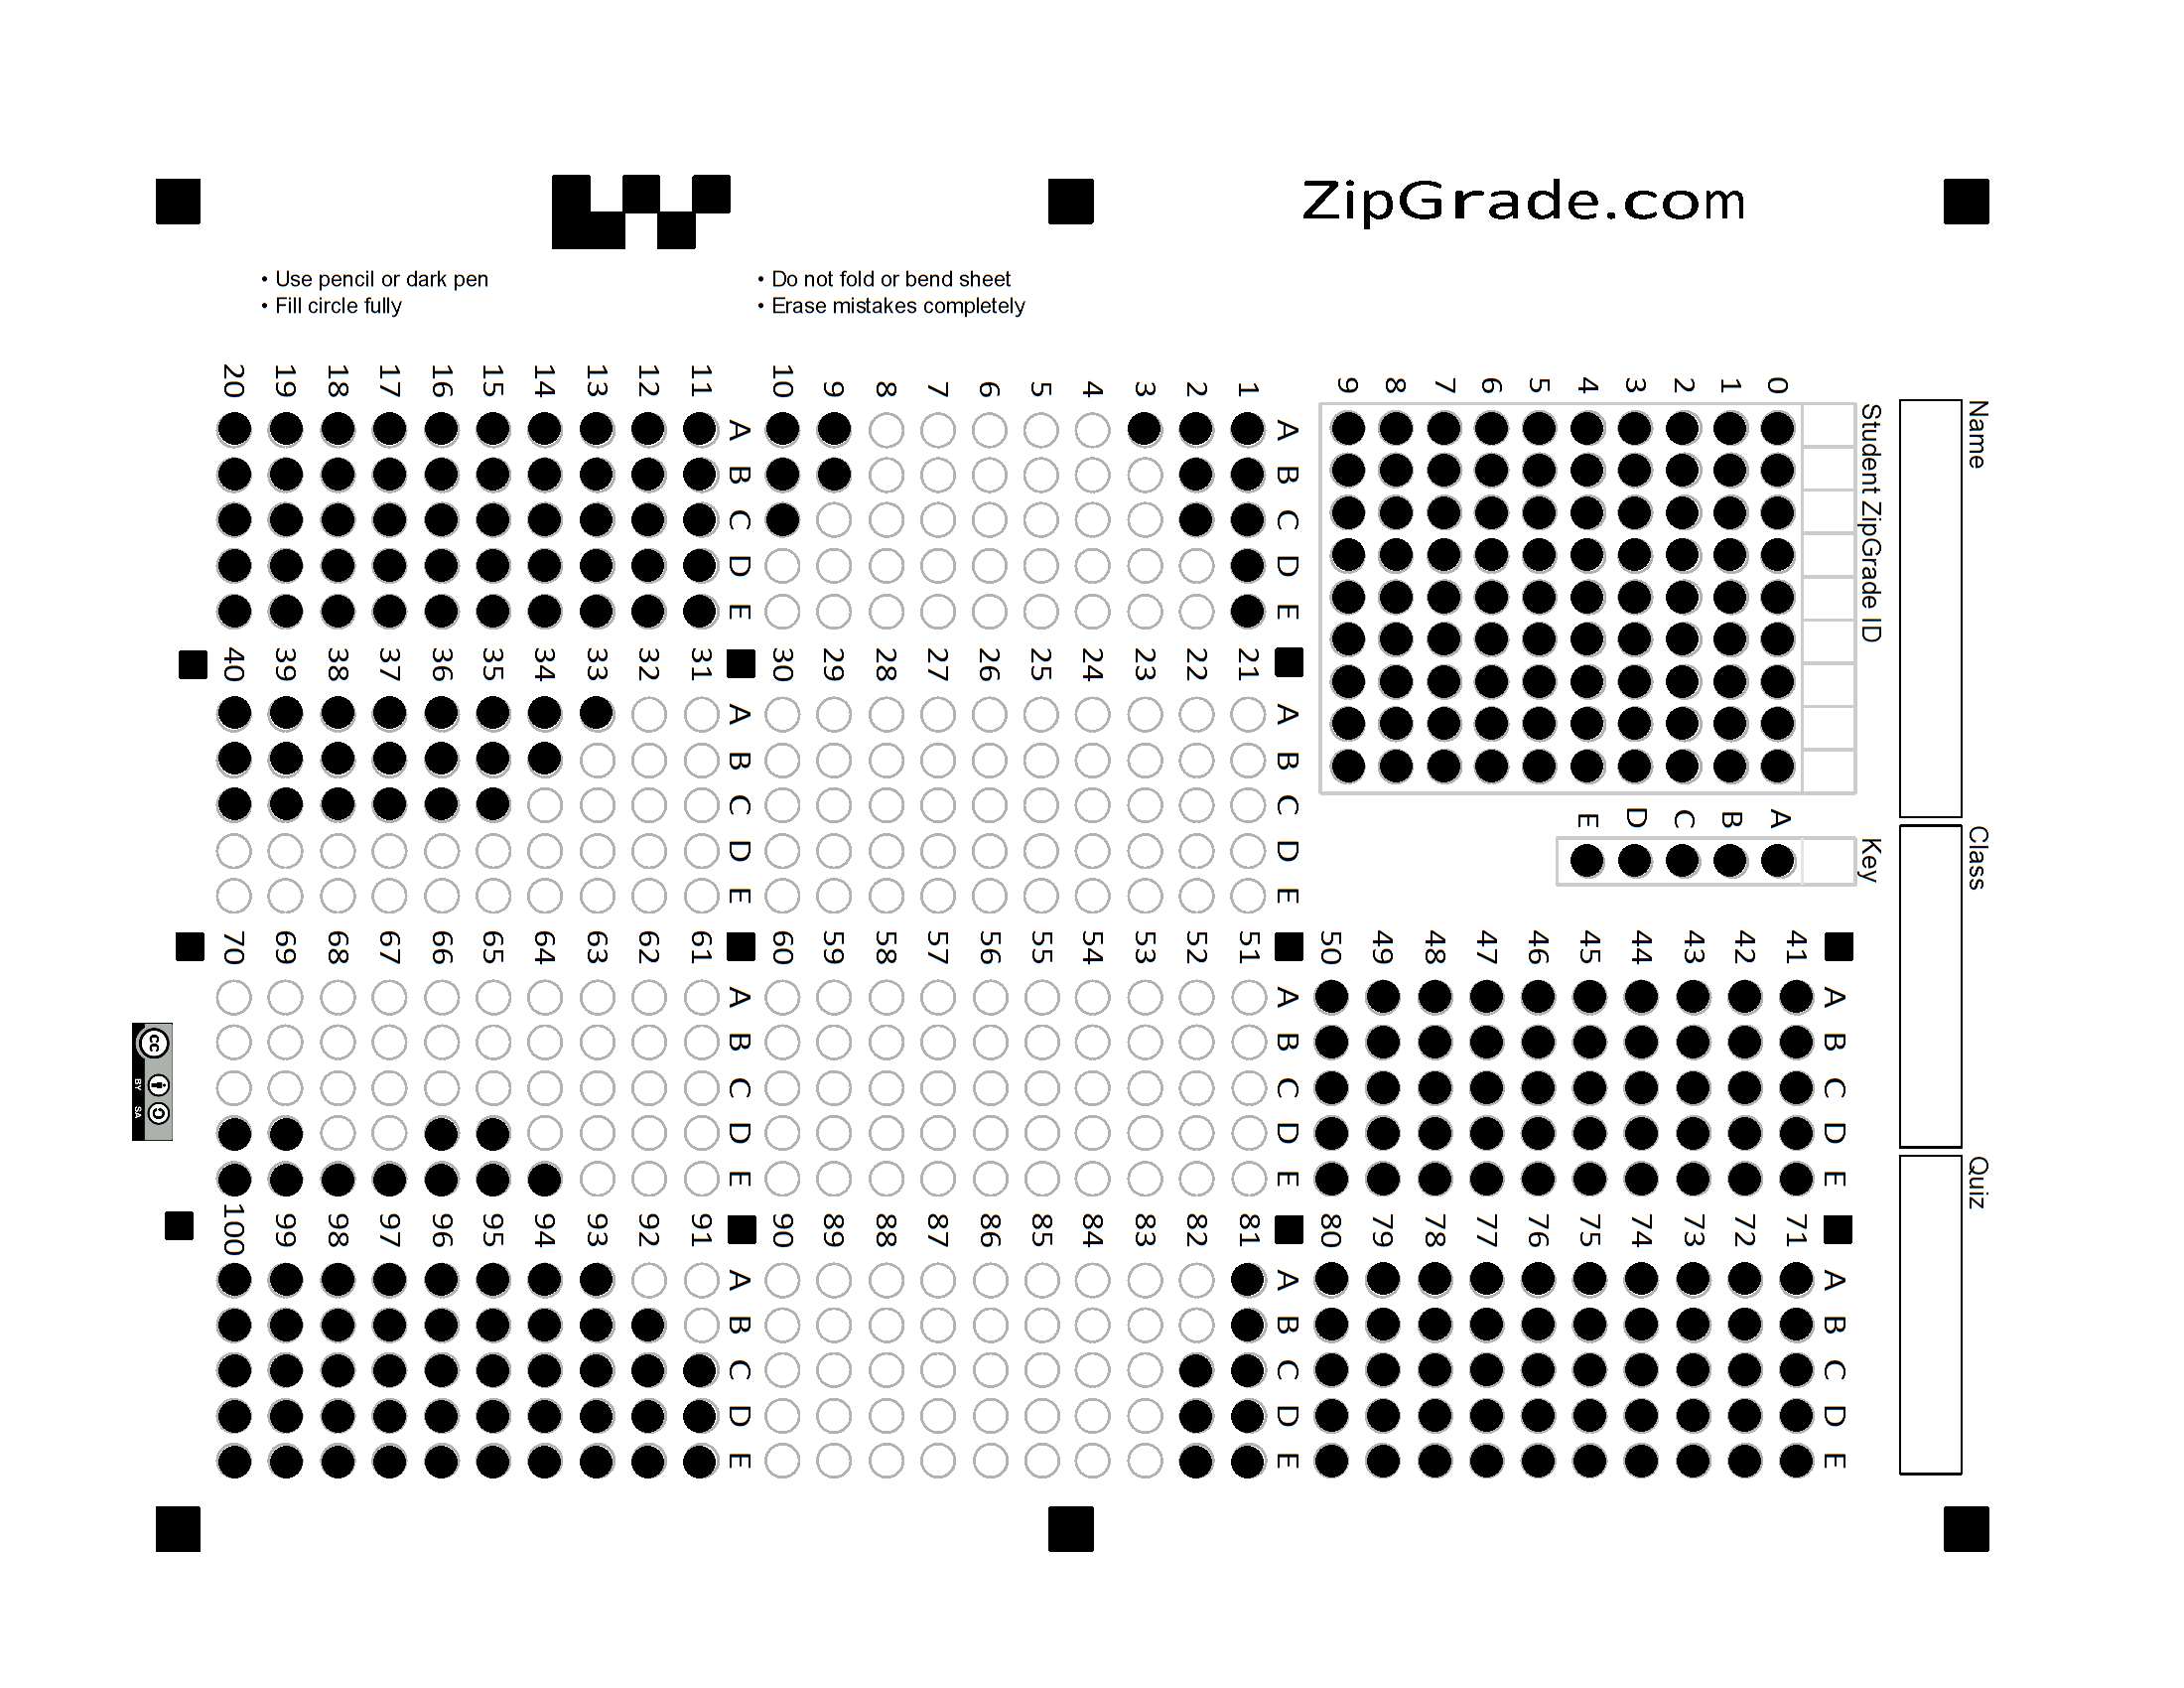 ZipGrade.com
• Use pencil or dark pen
• Fill circle fully
• Do not fold or bend sheet
• Erase mistakes completely
Name
Class
Quiz
Student ZipGrade ID
0 1 2 3 4 5 6 7 8 9
Key
A B C D E
A B C D E
1 2 3 4 5 6 7 8 9 10
A B C D E
11 12 13 14 15 16 17 18 19 20
A B C D E
21 22 23 24 25 26 27 28 29 30
A B C D E
31 32 33 34 35 36 37 38 39 40
A B C D E
41 42 43 44 45 46 47 48 49 50
A B C D E
51 52 53 54 55 56 57 58 59 60
A B C D E
61 62 63 64 65 66 67 68 69 70
A B C D E
71 72 73 74 75 76 77 78 79 80
A B C D E
81 82 83 84 85 86 87 88 89 90
A B C D E
91 92 93 94 95 96 97 98 99 100
A B C D E
cc
BY SA